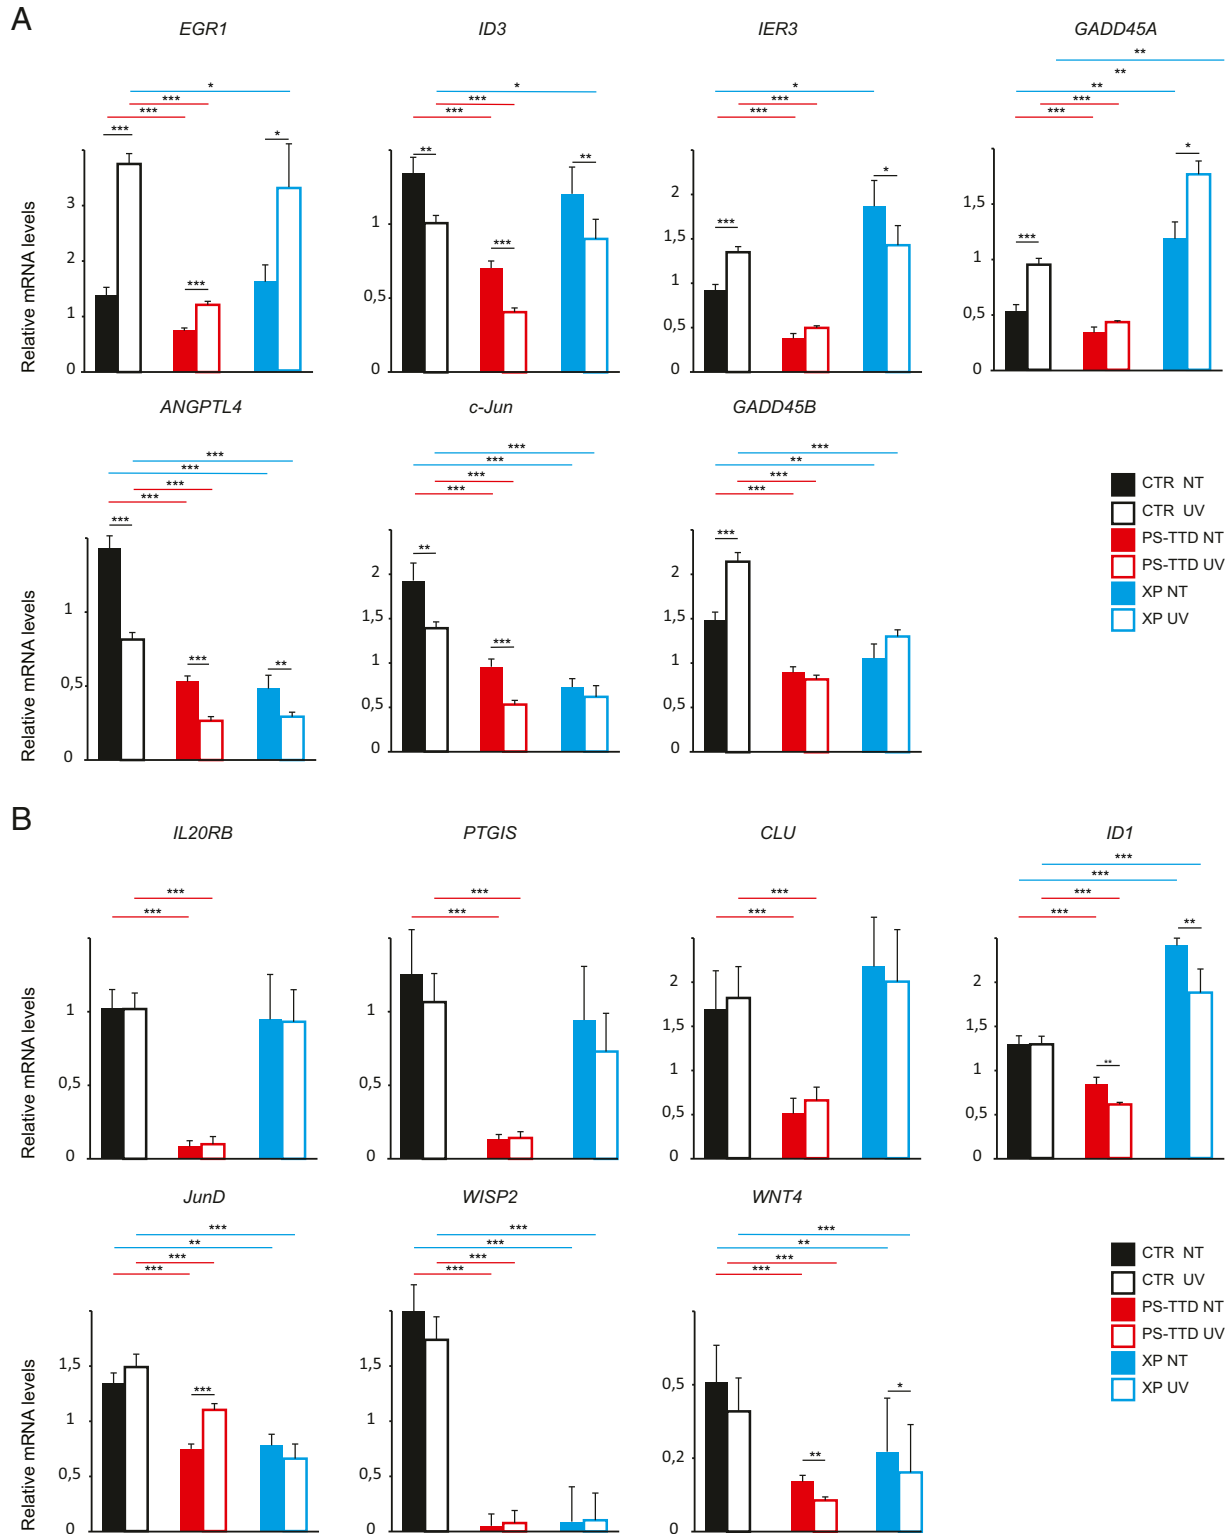 A
EGR1 ID3 IER3 GADD45A
* *** *** *** * *
* *** *** ** *** **
* *** *** *** * *
** ** ** *** *** *** *
Relative mRNA levels
3 2 1 0
1 0,5 0
2 1,5 1 0,5 0
1,5 1 0,5 0
ANGPTL4 c-Jun GADD45B
*** *** *** *** *** *** **
*** *** *** *** ** ***
*** ** *** *** ***
Relative mRNA levels
1 0,5 0
2 1,5 1 0,5 0
2 1,5 1 0,5 0
CTR NT
CTR UV
PS-TTD NT
PS-TTD UV
XP NT
XP UV
B
IL20RB PTGIS CLU ID1
*** ***
*** ***
*** ***
*** *** *** *** ** **
Relative mRNA levels
1 0,5 0
1 0,5 0
2 1,5 1 0,5 0
2 1,5 1 0,5 0
JunD WISP2 WNT4
*** ** *** *** ***
*** *** *** ***
*** ** *** *** ** *
Relative mRNA levels
1,5 1 0,5 0
1,5 1 0,5 0
0,5 0,2 0
CTR NT
CTR UV
PS-TTD NT
PS-TTD UV
XP NT
XP UV